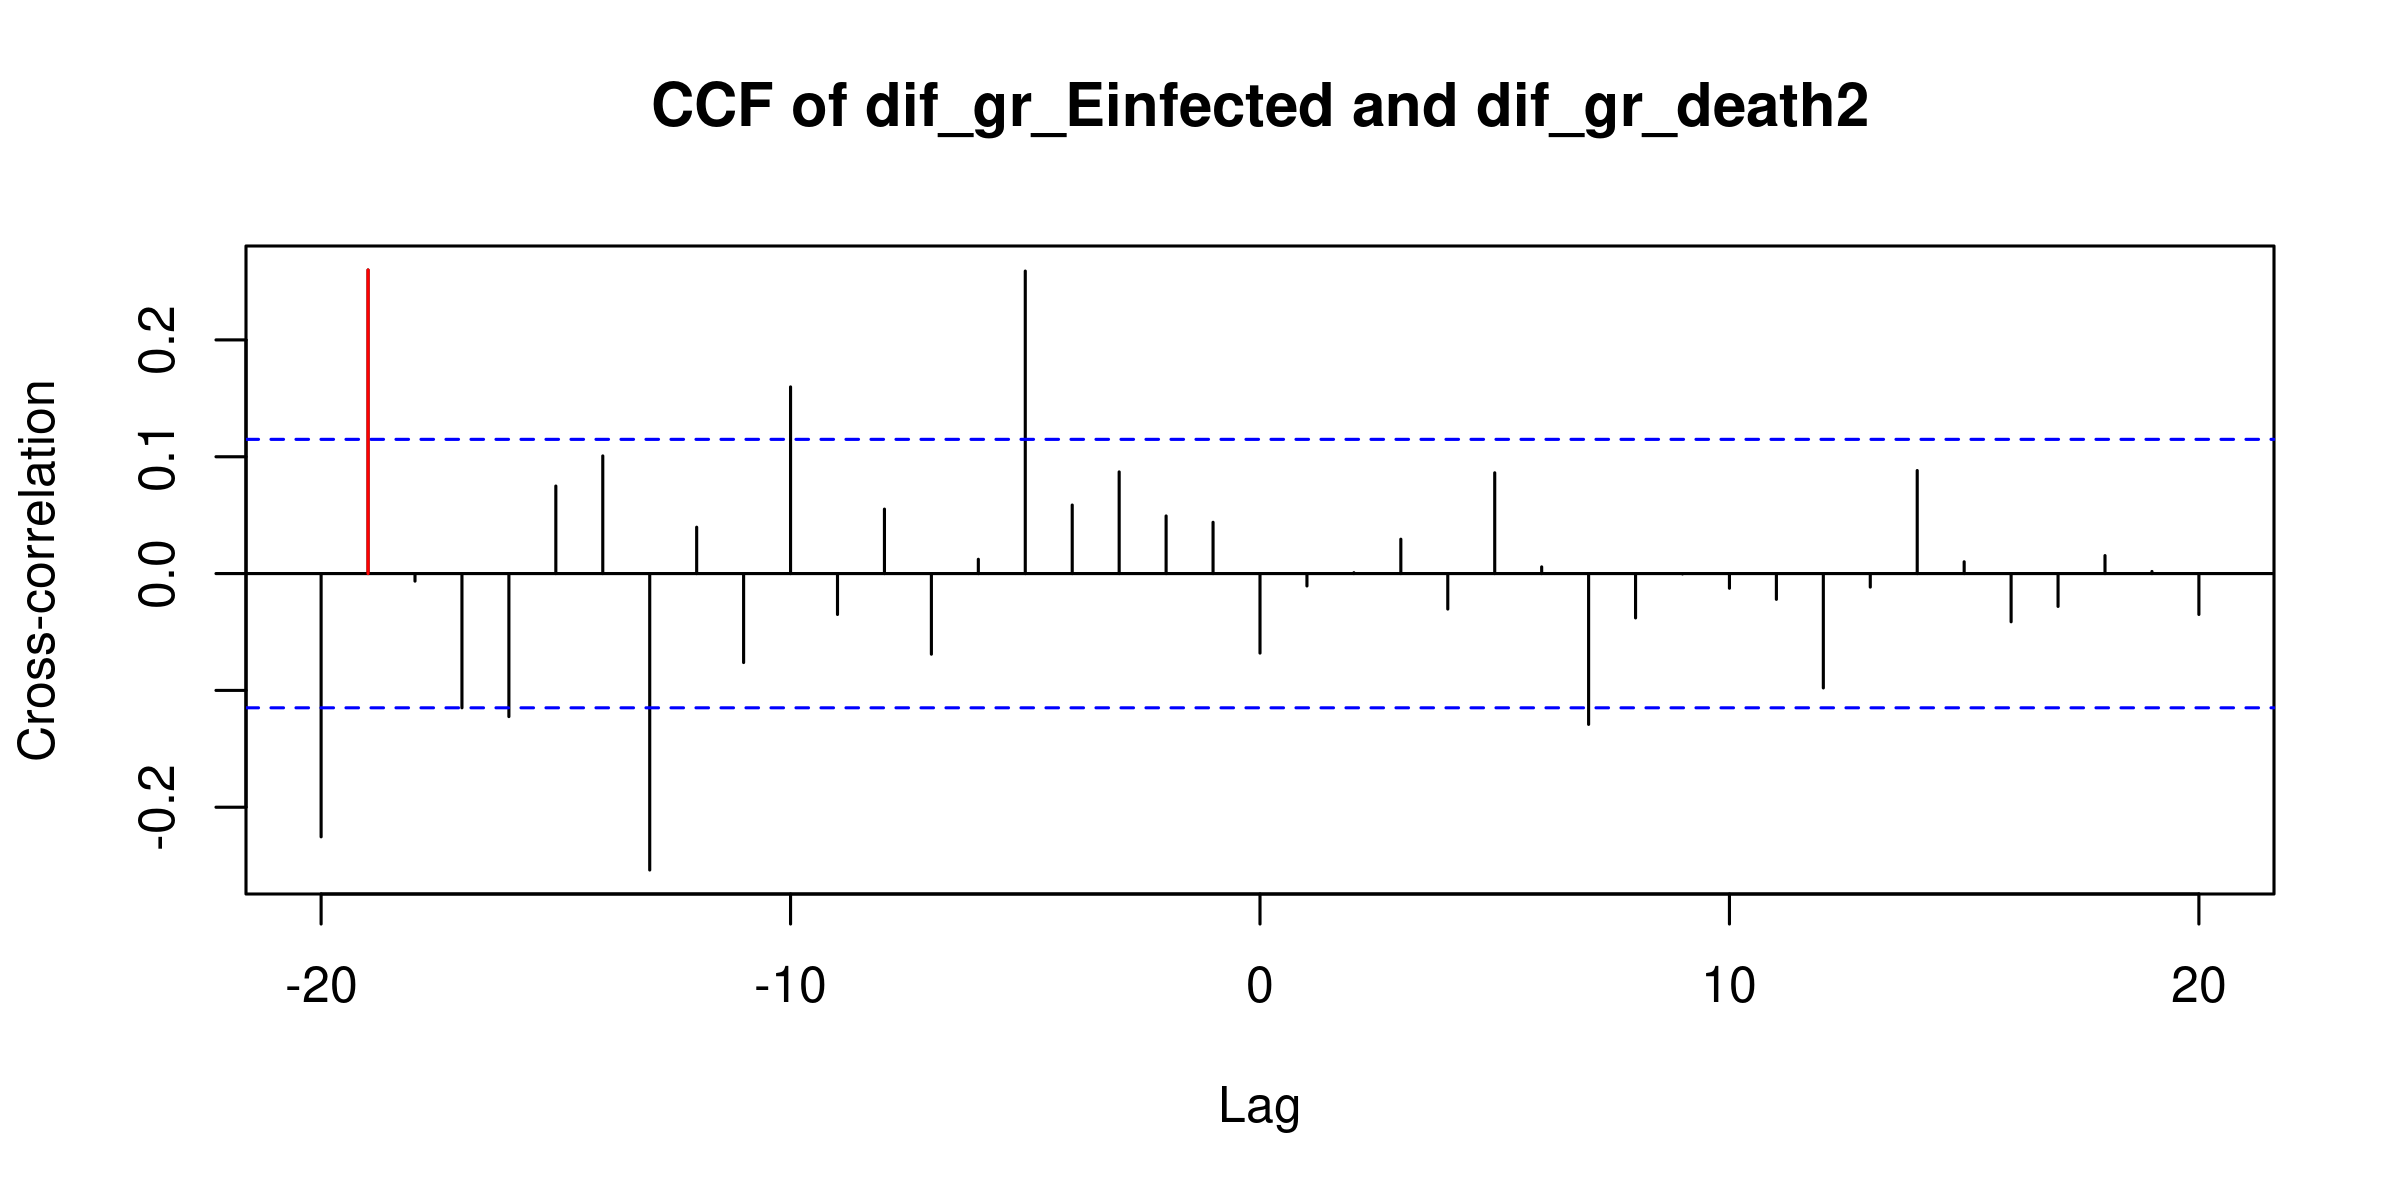 CCF of dif_gr_Einfected and dif_gr_death2
Cross-correlation
0.2
0.1
0.0
-0.2
-20 -10 0 10 20
Lag